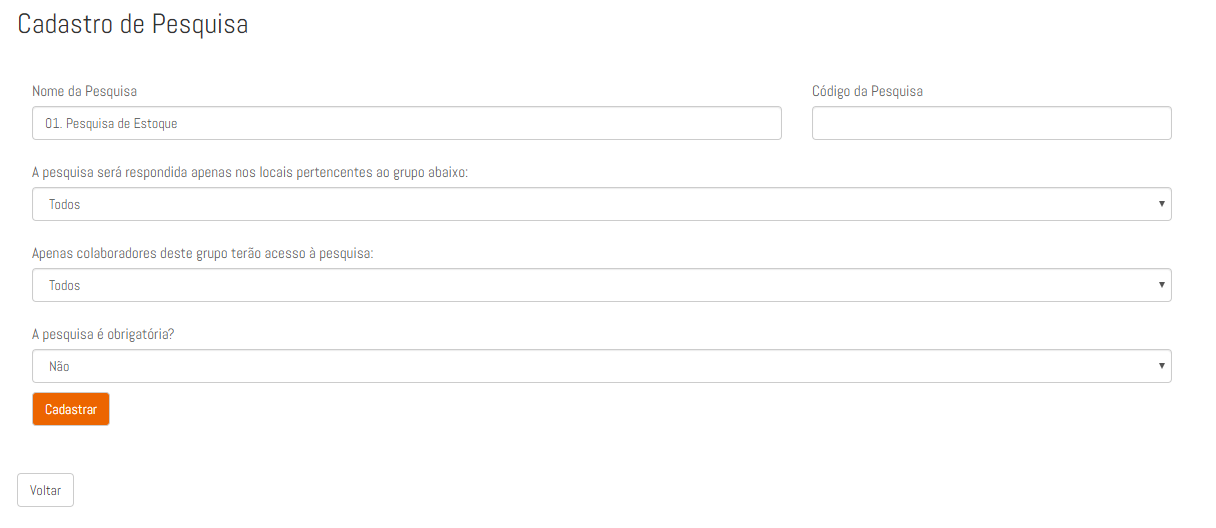 Cadastro de Pesquisa
Nome da Pesquisa
Código da Pesquisa
01. Pesquisa de Estoque
A pesquisa será respondida apenas nos locais pertencentes ao grupo abaixo:
Todos
Apenas colaboradores deste grupo terão acesso à pesquisa:
Todos
A pesquisa é obrigatória?
Não
Cadastrar
Voltar